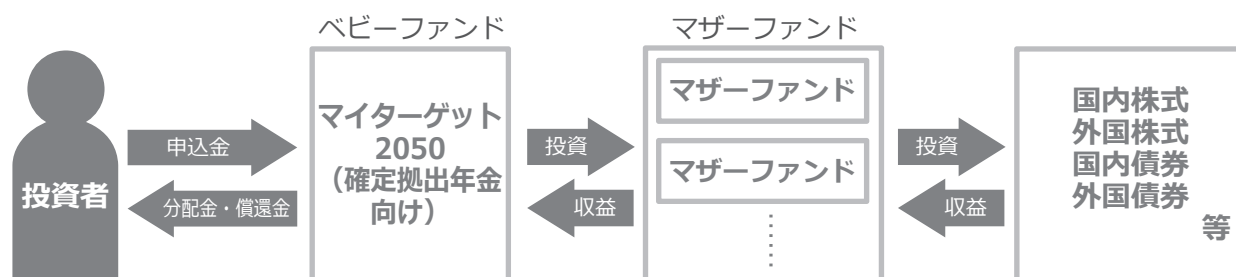 ベビーファンド
マザーファンド
投資者
申込金
分配金・償還金
マイターゲット
2050
（確定拠出年金
向け）
投資
収益
マザーファンド
マザーファンド
投資
収益
国内株式
外国株式
国内債券
外国債券
等